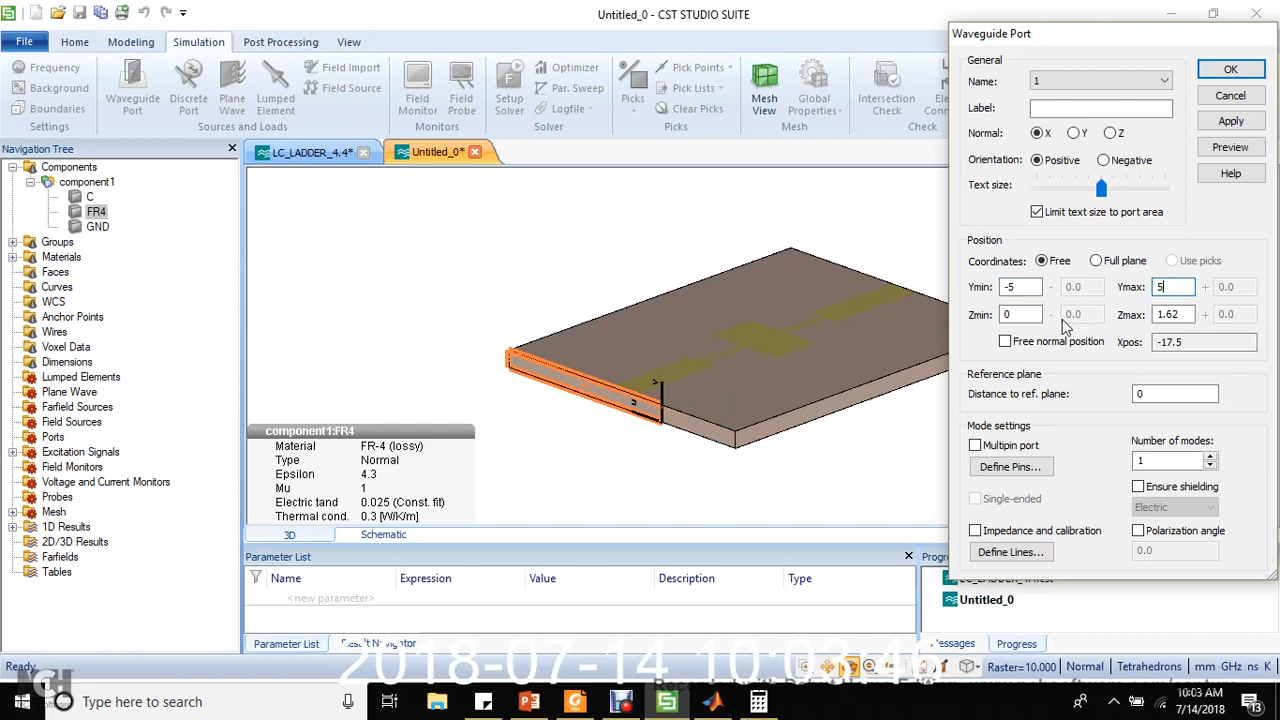 Untitled_0 - CST STUDIO SUITE
File
Home
Modeling
Simulation
Post Processing
View
Frequency
Background
Boundaries
Settings
Waveguide
Port
Discrete
Port
Plane
Wave
Lumped
Element
Field Import
Field Source
Sources and Loads
Field
Monitor
Field
Probe
Monitors
Setup
Solver
Optimizer
Par. Sweep
Logfile
Solver
Picks
Pick Points
Pick Lists
Clear Picks
Picks
Mesh
View
Global
Properties
Mesh
Intersection
Check
Check
Navigation Tree
LC_LADDER_4.4*
Untitled_0*
Components
component1
C
FR4
GND
Groups
Materials
Faces
Curves
WCS
Anchor Points
Wires
Voxel Data
Dimensions
Lumped Elements
Plane Wave
Farfield Sources
Field Sources
Ports
Excitation Signals
Field Monitors
Voltage and Current Monitors
Probes
Mesh
1D Results
2D/3D Results
Farfields
Tables
component1:FR4
Material FR-4 (lossy)
Type Normal
Epsilon 4.3
Mu 1
Electric tand 0.025 (Const. fit)
Thermal cond. 0.3 [W/K/m]
3D
Schematic
Parameter List
Name
Expression
Value
Description
Type
<new parameter>
Parameter List
Result Navigator
Untitled_0
Messages
Progress
Waveguide Port
General
Name: 1
Label:
Normal: X Y Z
Orientation: Positive Negative
Text size:
Limit text size to port area
OK
Cancel
Apply
Preview
Help
Position
Coordinates: Free Full plane Use picks
Ymin: -5 - 0.0 Ymax: 5 + 0.0
Zmin: 0 - 0.0 Zmax: 1.62 + 0.0
Free normal position Xpos: -17.5
Reference plane
Distance to ref. plane: 0
Mode settings
Multipin port
Define Pins...
Number of modes:
1
Single-ended
Ensure shielding
Electric
Impedance and calibration
Define Lines...
Polarization angle
0.0
Ready
Raster=10.000 Normal Tetrahedrons mm GHz ns K
Type here to search
10:03 AM
7/14/2018
13